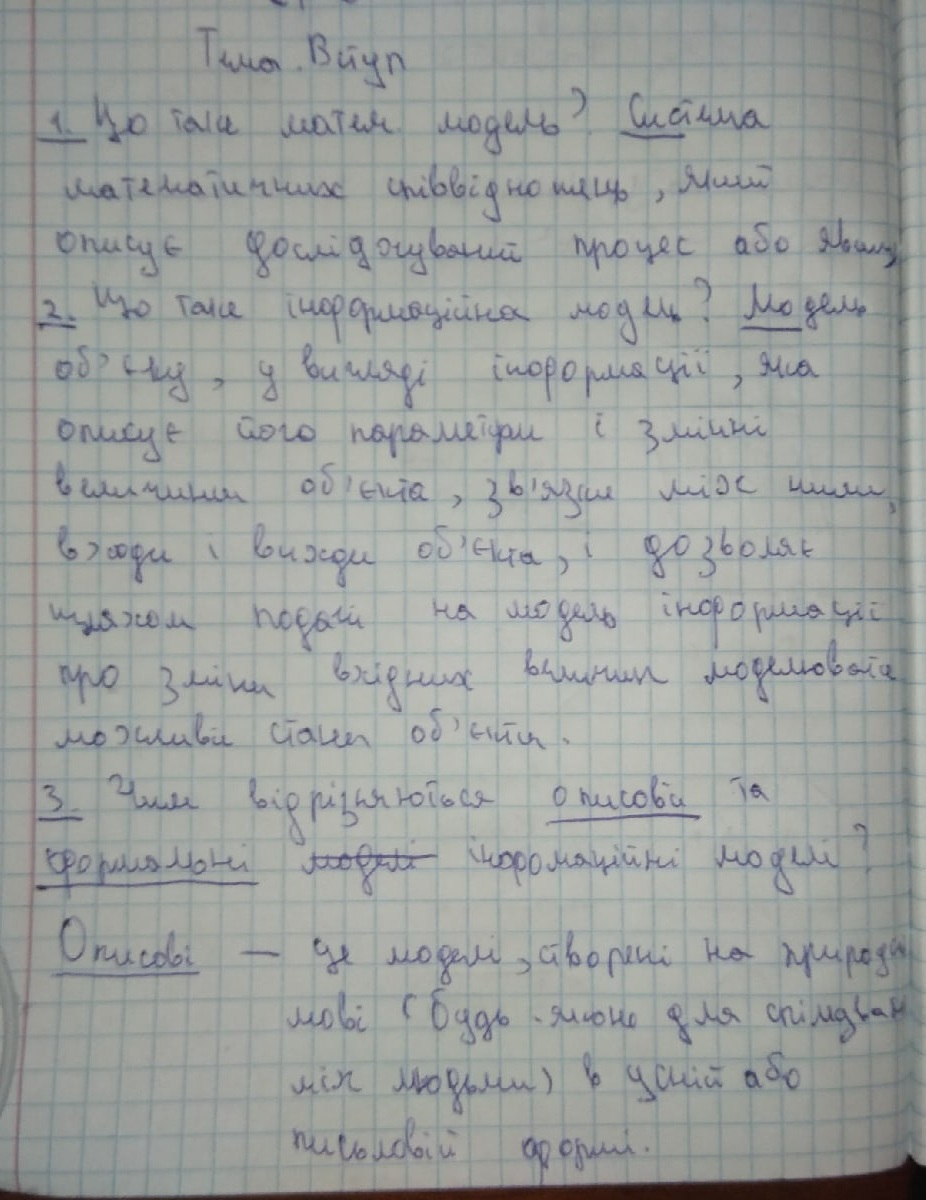 Тема. Вступ
1. Що таке матем. модель? Система
математичних співвідношень, який
описує досліджуваний процес або явище
2. Що таке інформаційна модель? Модель
об'єкту, у вигляді інформації, яка
описує його параметри і змінні
величини об'єкта, зв'язки між ними,
входи і виходи об'єкта, і дозволяє
шляхом подачі на модель інформації
про зміни вхідних величин моделювати
можливі стани об'єкта.
3. Чим відрізняються описові та
формальні моделі інформаційні моделі?
Описові — це моделі, створені на природн
мові (будь-якою для спілкуван
між людьми) в усній або
письмовій формі.